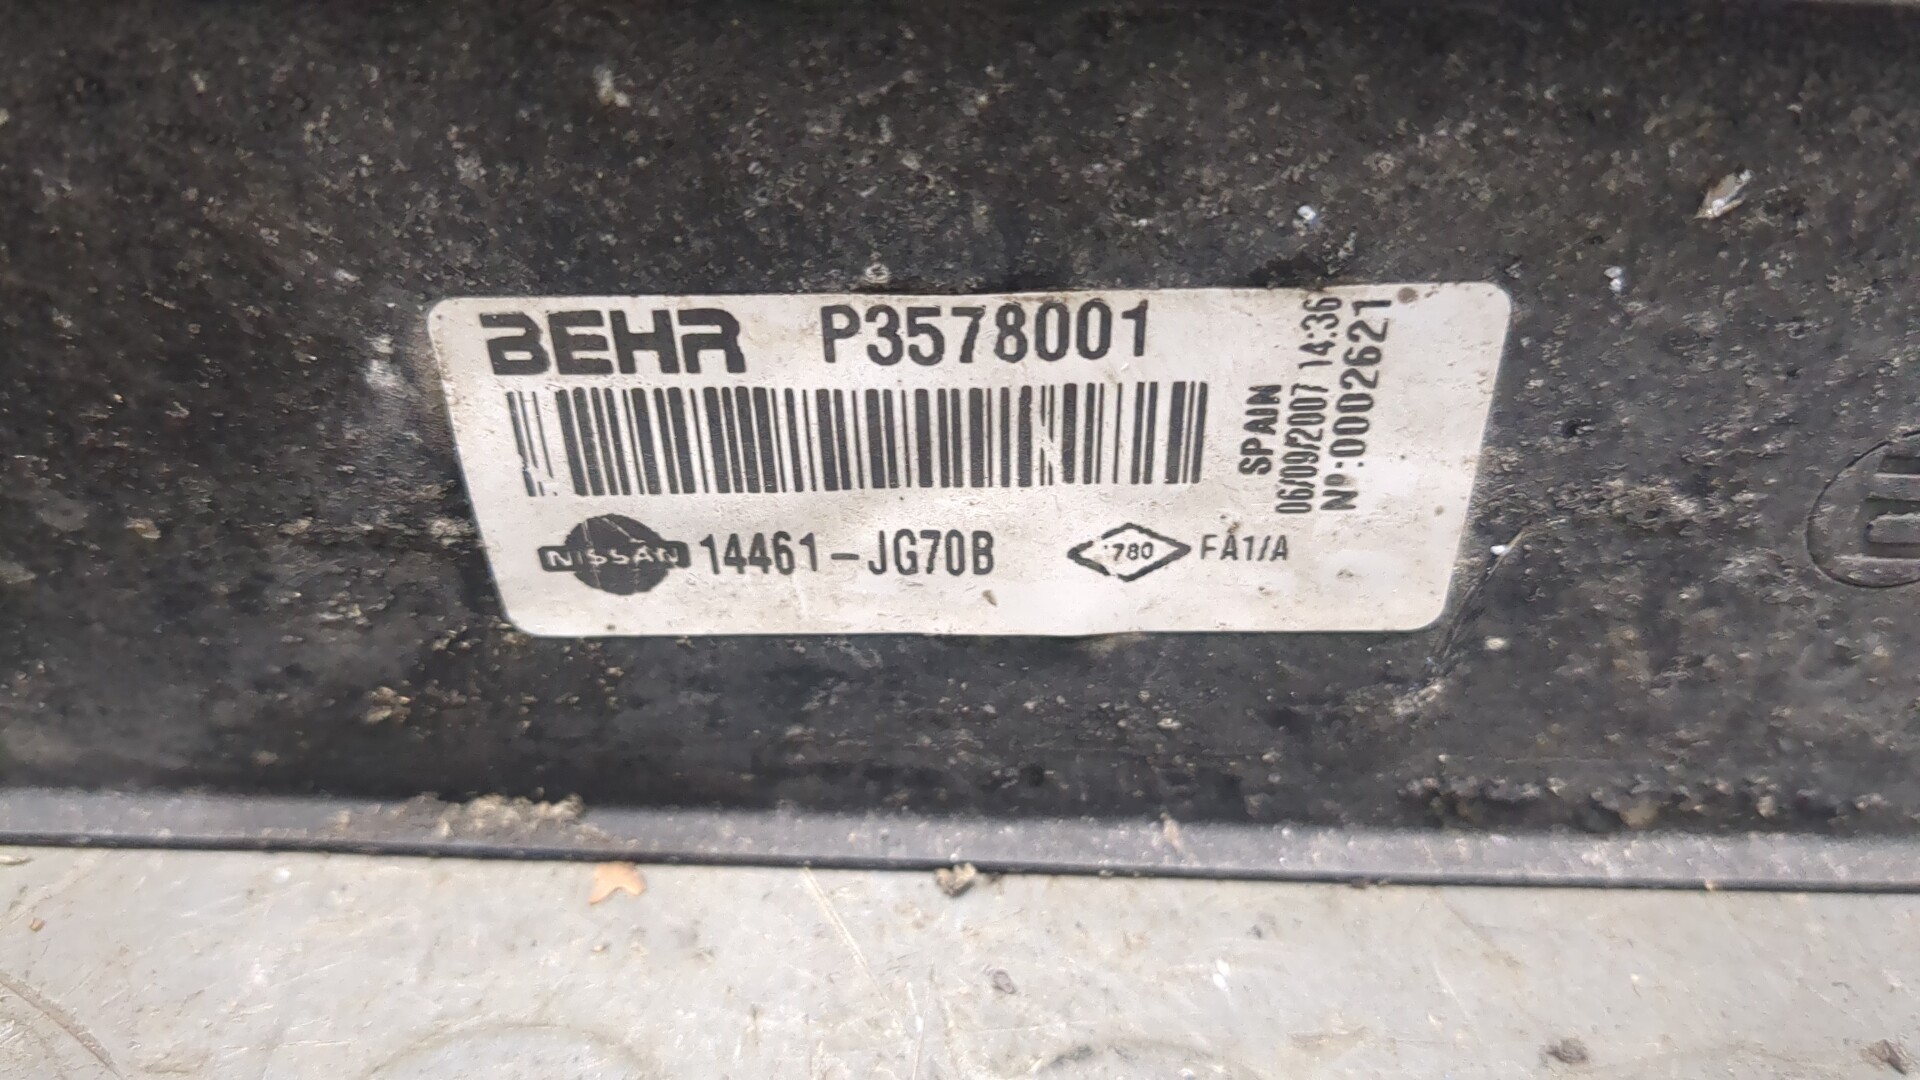 BEHR P3578001
SPAIN
06/09/2007 14:36
Nº:0002621
NISSAN 14461-JG70B 780 FA1/A